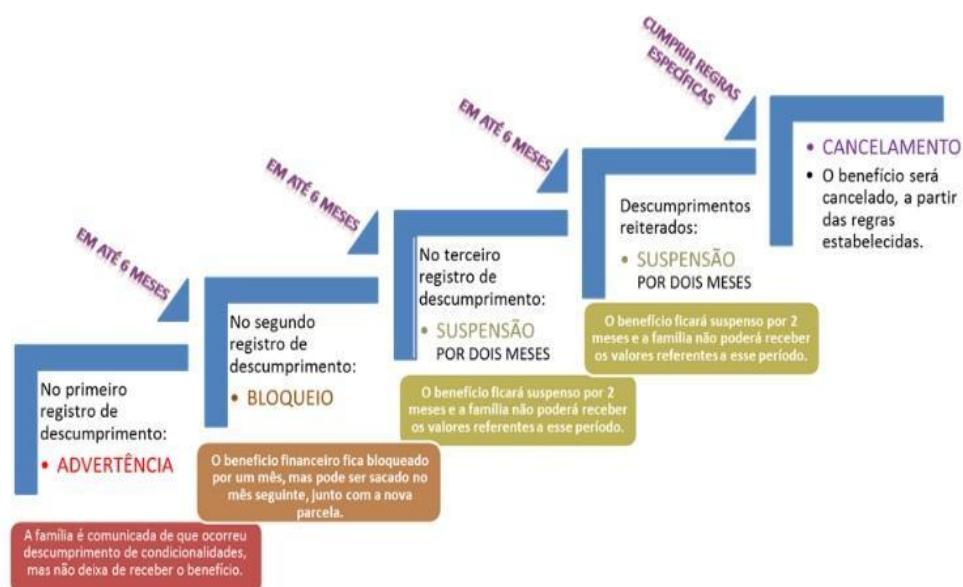 No primeiro
registro de
descumprimento:
• ADVERTÊNCIA
A família é comunicada de que ocorreu
descumprimento de condicionalidades,
mas não deixa de receber o benefício.
EM ATÉ 6 MESES
No segundo
registro de
descumprimento:
• BLOQUEIO
O beneficio financeiro fica bloqueado
por um mês, mas pode ser sacado no
mês seguinte, junto com a nova
parcela.
EM ATÉ 6 MESES
No terceiro
registro de
descumprimento:
• SUSPENSÃO
POR DOIS MESES
O benefício ficará suspenso por 2
meses e a família não poderá receber
os valores referentes a esse período.
EM ATÉ 6 MESES
Descumprimentos
reiterados:
• SUSPENSÃO
POR DOIS MESES
O benefício ficará suspenso por 2
meses e a família não poderá receber
os valores referentes a esse período.
CUMPRIR REGRAS
ESPECÍFICAS
• CANCELAMENTO
• O benefício será
cancelado, a partir
das regras
estabelecidas.